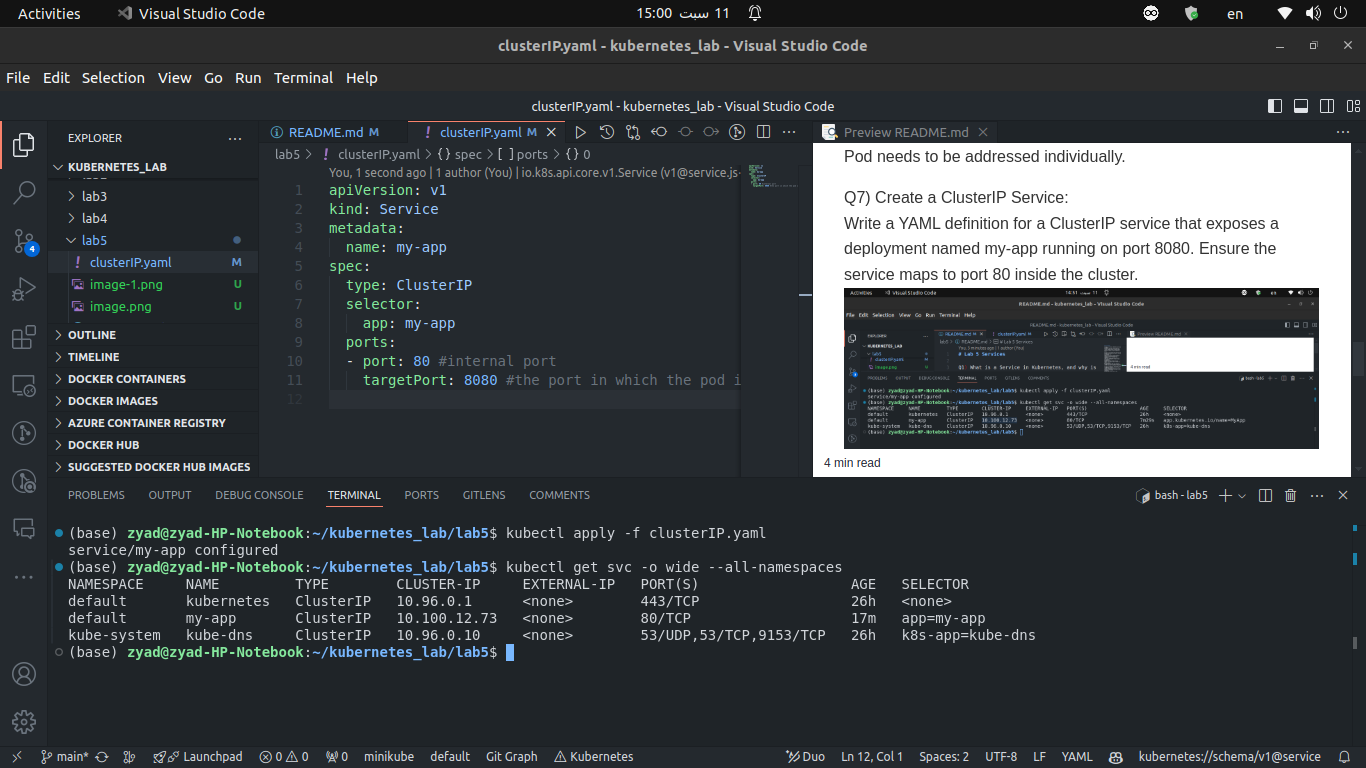 Activities
Visual Studio Code
15:00 11 سبت
en
clusterIP.yaml - kubernetes_lab - Visual Studio Code
File Edit Selection View Go Run Terminal Help
clusterIP.yaml - kubernetes_lab - Visual Studio Code
EXPLORER
KUBERNETES_LAB
lab3
lab4
lab5
clusterIP.yaml M
image-1.png U
image.png U
OUTLINE
TIMELINE
DOCKER CONTAINERS
DOCKER IMAGES
AZURE CONTAINER REGISTRY
DOCKER HUB
SUGGESTED DOCKER HUB IMAGES
4
README.md M
clusterIP.yaml M
lab5 > clusterIP.yaml > {} spec > [ ] ports > {} 0
You, 1 second ago | 1 author (You) | io.k8s.api.core.v1.Service (v1@service.js
1 apiVersion: v1
2 kind: Service
3 metadata:
4 name: my-app
5 spec:
6 type: ClusterIP
7 selector:
8 app: my-app
9 ports:
10 - port: 80 #internal port
11 targetPort: 8080 #the port in which the pod i
12
Preview README.md
Pod needs to be addressed individually.
Q7) Create a ClusterIP Service:
Write a YAML definition for a ClusterIP service that exposes a
deployment named my-app running on port 8080. Ensure the
service maps to port 80 inside the cluster.
4 min read
PROBLEMS OUTPUT DEBUG CONSOLE TERMINAL PORTS GITLENS COMMENTS
bash - lab5
(base) zyad@zyad-HP-Notebook:~/kubernetes_lab/lab5$ kubectl apply -f clusterIP.yaml
service/my-app configured
(base) zyad@zyad-HP-Notebook:~/kubernetes_lab/lab5$ kubectl get svc -o wide --all-namespaces
NAMESPACE NAME TYPE CLUSTER-IP EXTERNAL-IP PORT(S) AGE SELECTOR
default kubernetes ClusterIP 10.96.0.1 <none> 443/TCP 26h <none>
default my-app ClusterIP 10.100.12.73 <none> 80/TCP 17m app=my-app
kube-system kube-dns ClusterIP 10.96.0.10 <none> 53/UDP,53/TCP,9153/TCP 26h k8s-app=kube-dns
(base) zyad@zyad-HP-Notebook:~/kubernetes_lab/lab5$
main* Launchpad 0 0 0 minikube default Git Graph Kubernetes Duo Ln 12, Col 1 Spaces: 2 UTF-8 LF YAML kubernetes://schema/v1@service